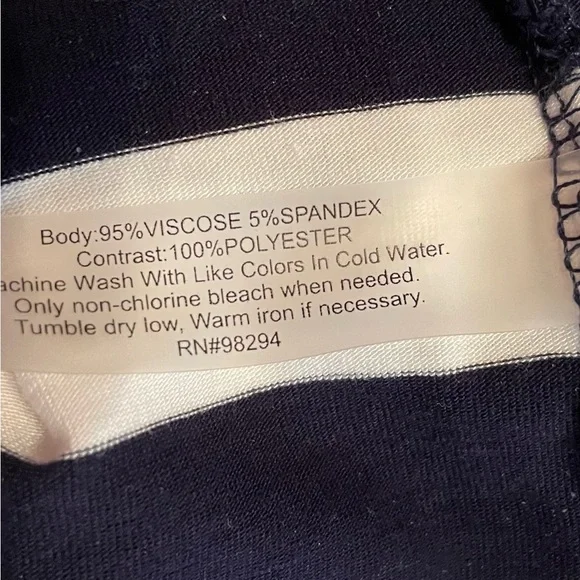 Body:95%VISCOSE 5%SPANDEX
Contrast:100%POLYESTER
achine Wash With Like Colors In Cold Water.
Only non-chlorine bleach when needed.
Tumble dry low, Warm iron if necessary.
RN#98294